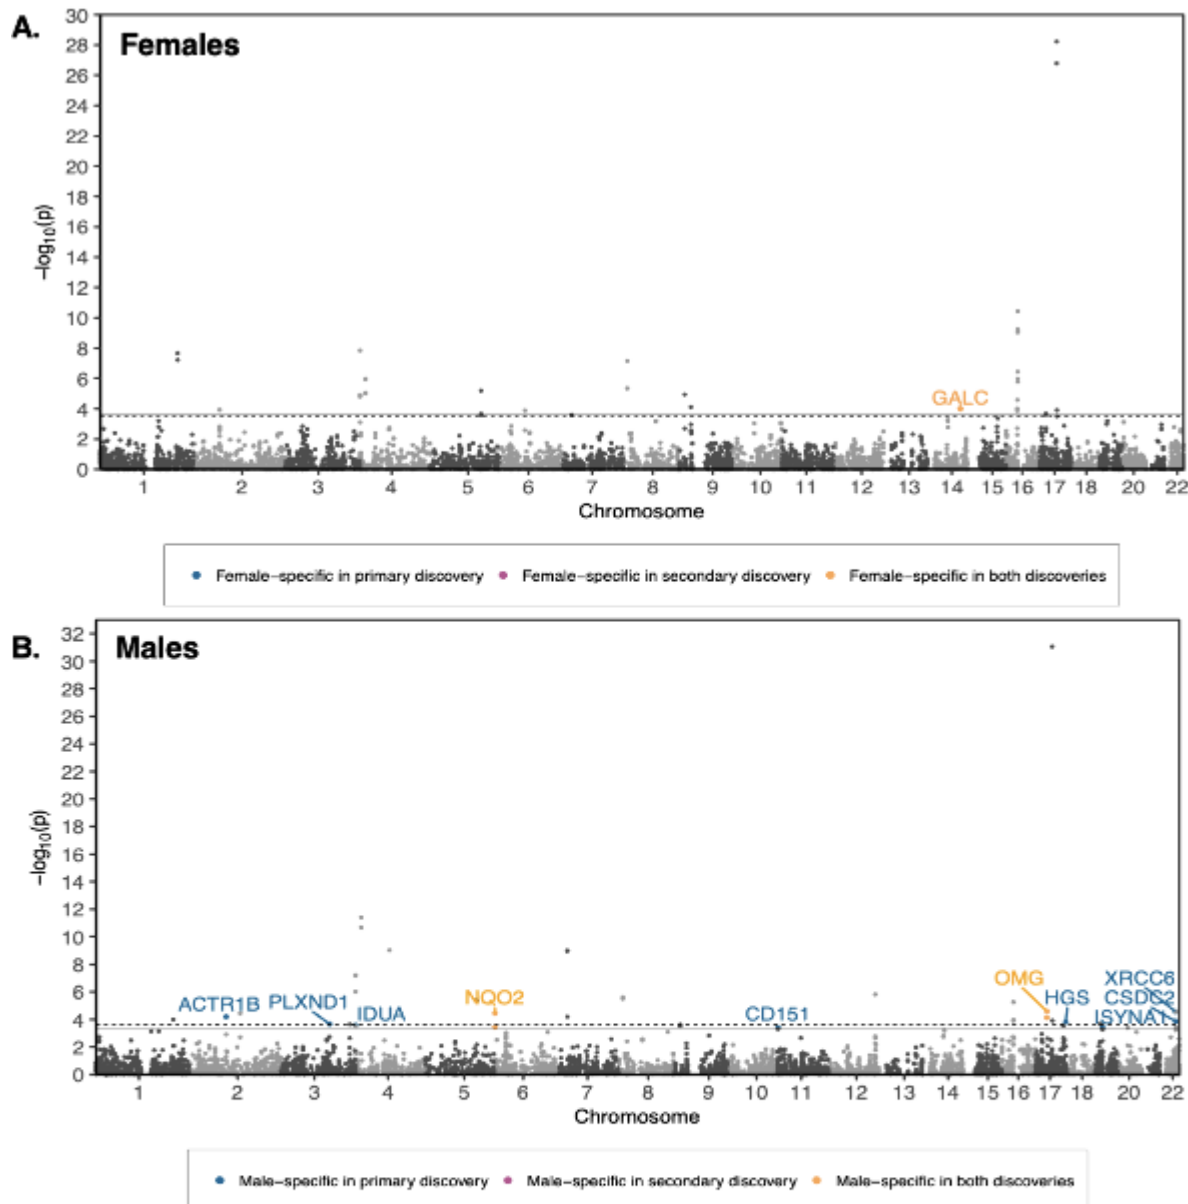 A.
Females
30
28
26
24
22
20
18
16
14
12
10
8
6
4
2
0
−log10(p)
GALC
1 2 3 4 5 6 7 8 9 10 11 12 13 14 15 16 17 18 20 22
Chromosome
Female−specific in primary discovery Female−specific in secondary discovery Female−specific in both discoveries
B.
Males
32
30
28
26
24
22
20
18
16
14
12
10
8
6
4
2
0
−log10(p)
ACTR1B PLXND1 IDUA NQO2 CD151 OMG HGS XRCC6
CSDC2
ISYNA1
1 2 3 4 5 6 7 8 9 10 11 12 13 14 15 16 17 18 20 22
Chromosome
Male−specific in primary discovery Male−specific in secondary discovery Male−specific in both discoveries